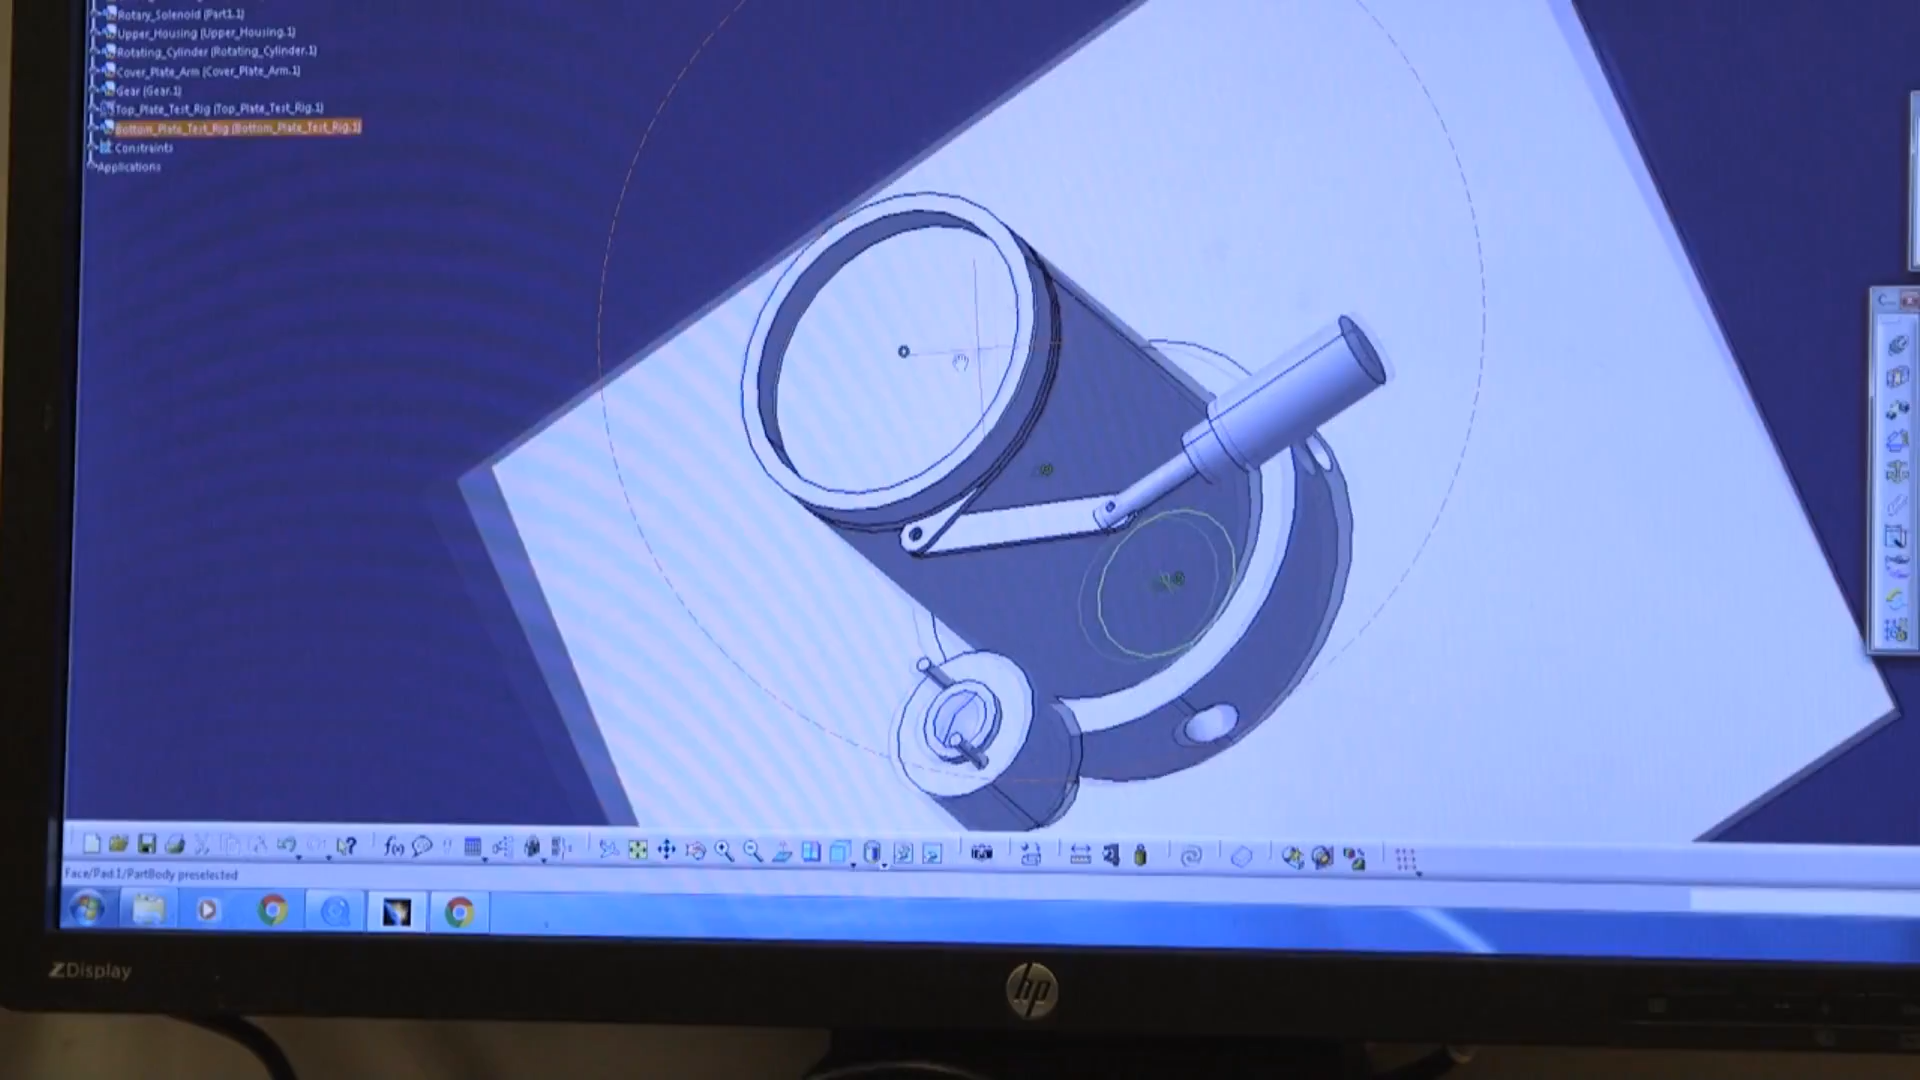 Rotary_Solenoid (Part1.1)
Upper_Housing (Upper_Housing.1)
Rotating_Cylinder (Rotating_Cylinder.1)
Cover_Plate_Arm (Cover_Plate_Arm.1)
Gear (Gear.1)
Top_Plate_Test_Rig (Top_Plate_Test_Rig.1)
Bottom_Plate_Test_Rig (Bottom_Plate_Test_Rig.1)
Constraints
Applications
C...
f(x)
Face/Pad.1/PartBody preselected
ZDisplay
hp